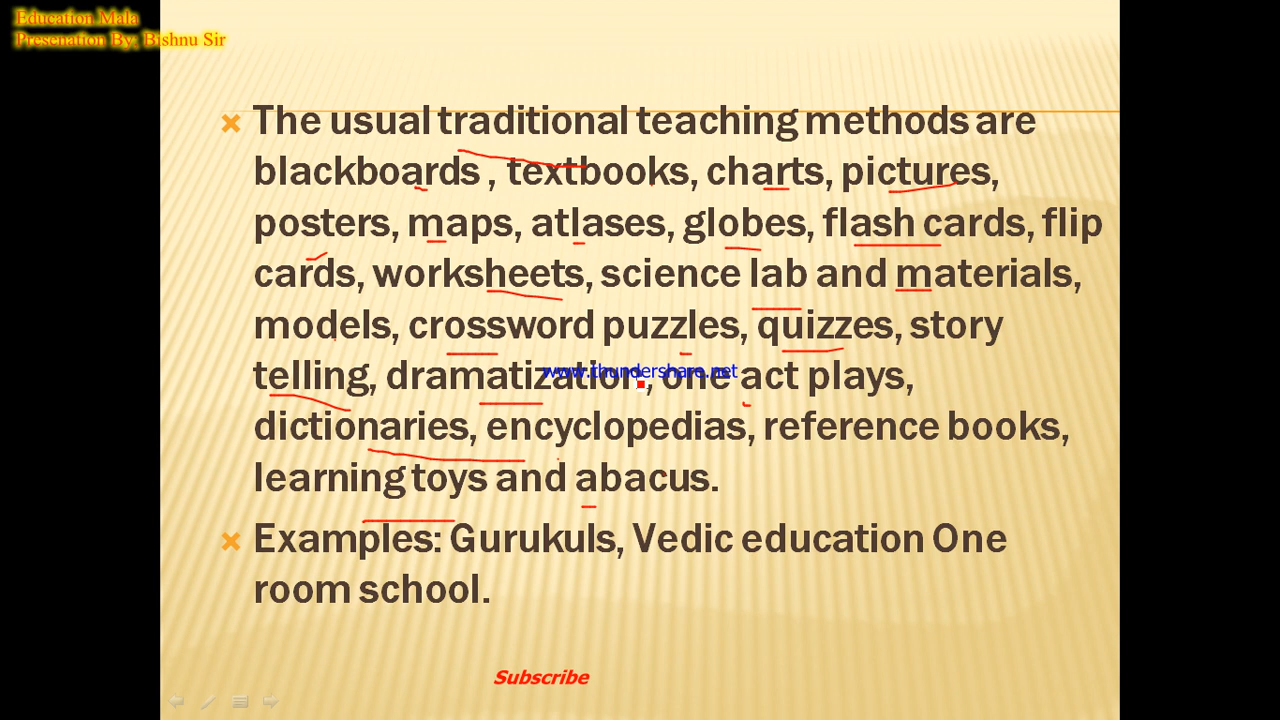 Education Mala
Presenation By; Bishnu Sir
The usual traditional teaching methods are
blackboards , textbooks, charts, pictures,
posters, maps, atlases, globes, flash cards, flip
cards, worksheets, science lab and materials,
models, crossword puzzles, quizzes, story
telling, dramatization, one act plays,
www.thundershare.net
dictionaries, encyclopedias, reference books,
learning toys and abacus.
Examples: Gurukuls, Vedic education One
room school.
Subscribe